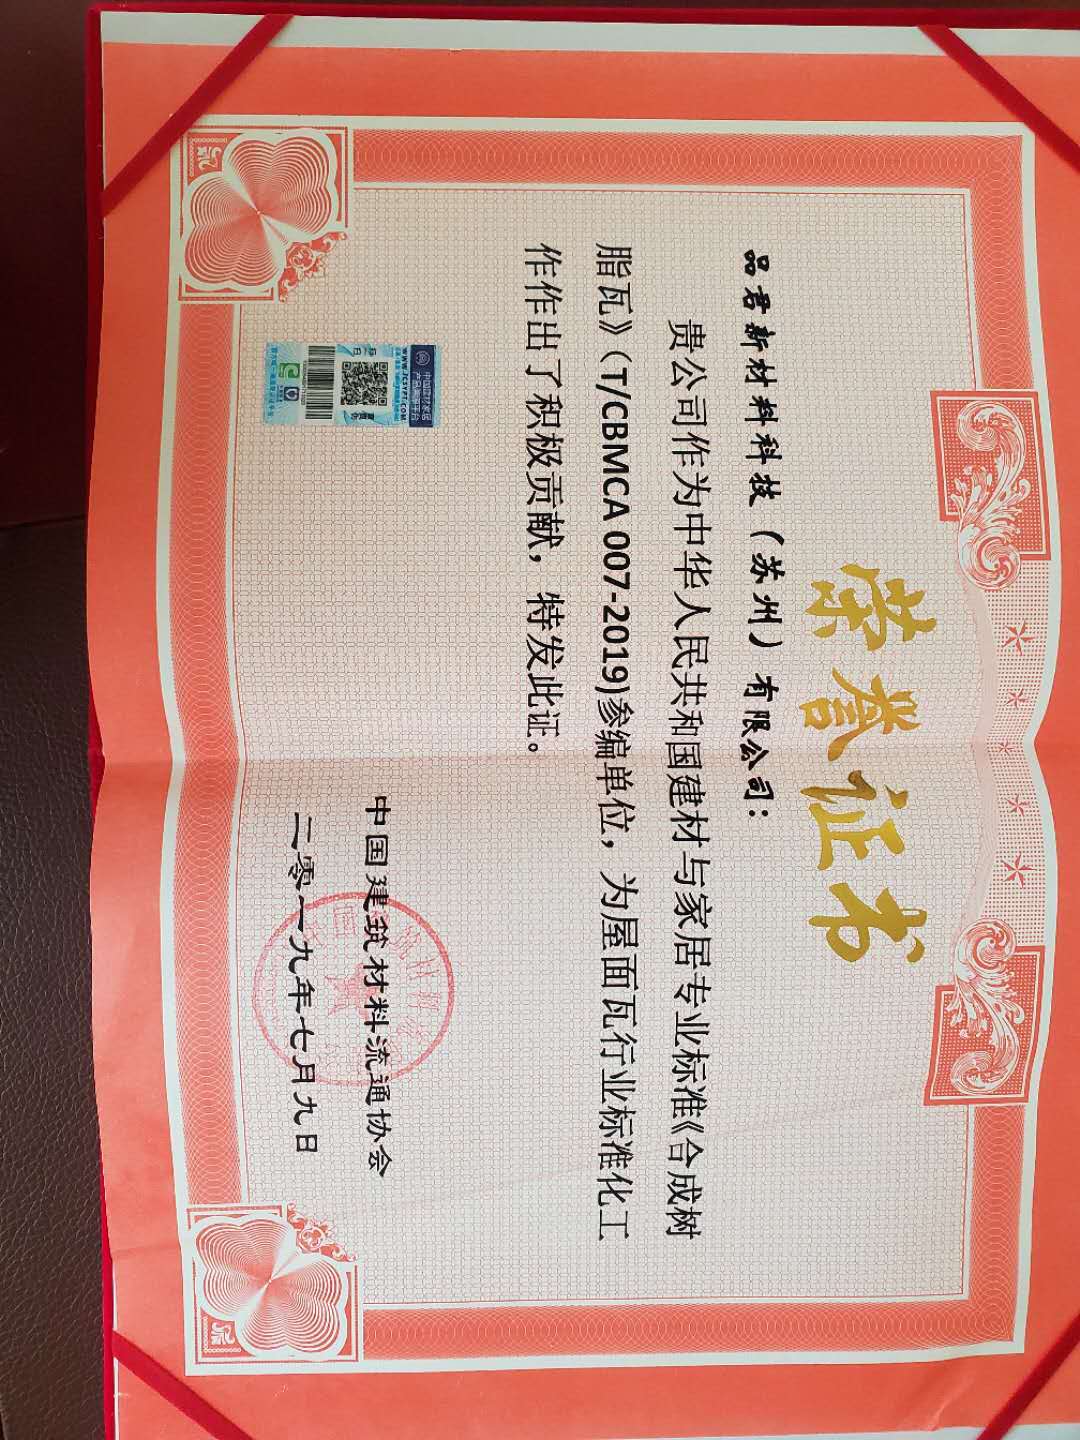 荣誉证书
品君新材料科技（苏州）有限公司：
贵公司作为中华人民共和国建材与家居专业标准《合成树
脂瓦》（T/CBMCA 007-2019)参编单位，为屋面瓦行业标准化工
作作出了积极贡献，特发此证。
中国建筑材料流通协会
二零一九年七月九日